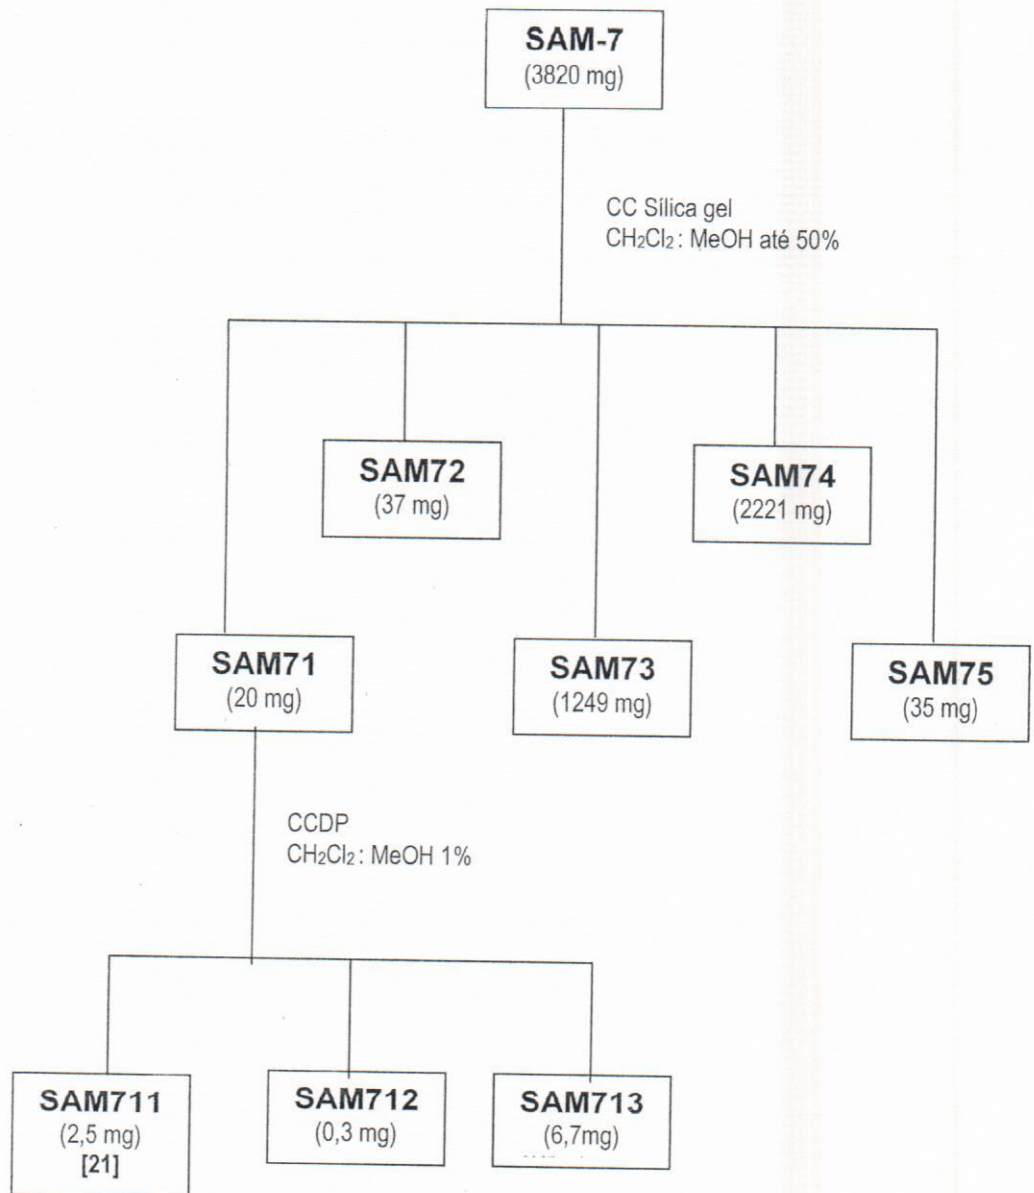 SAM-7
(3820 mg)
CC Sílica gel
CH₂Cl₂ : MeOH até 50%
SAM72
(37 mg)
SAM74
(2221 mg)
SAM71
(20 mg)
SAM73
(1249 mg)
SAM75
(35 mg)
CCDP
CH₂Cl₂ : MeOH 1%
SAM711
(2,5 mg)
[21]
SAM712
(0,3 mg)
SAM713
(6,7mg)